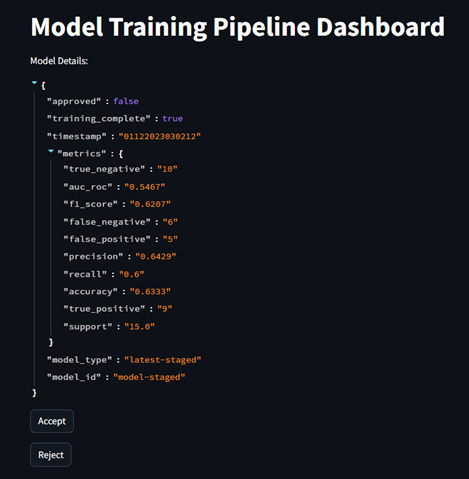 Model Training Pipeline Dashboard
Model Details:
{
"approved" : false
"training_complete" : true
"timestamp" : "01122023030212"
"metrics" : {
"true_negative" : "10"
"auc_roc" : "0.5467"
"f1_score" : "0.6207"
"false_negative" : "6"
"false_positive" : "5"
"precision" : "0.6429"
"recall" : "0.6"
"accuracy" : "0.6333"
"true_positive" : "9"
"support" : "15.0"
}
"model_type" : "latest-staged"
"model_id" : "model-staged"
}
Accept
Reject